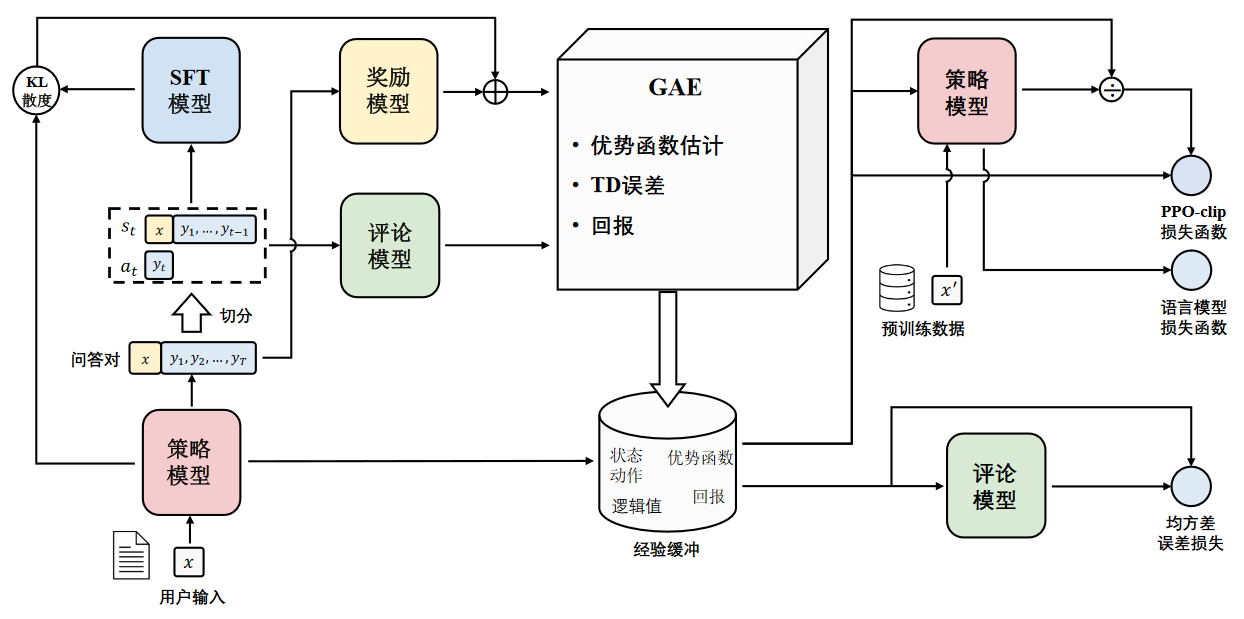 KL
散度
SFT
模型
奖励
模型
GAE
• 优势函数估计
• TD误差
• 回报
策略
模型
÷
PPO-clip
损失函数
s_t x y_1,…,y_{t−1}
a_t y_t
评论
模型
切分
x′
预训练数据
语言模型
损失函数
问答对 x y_1, y_2, …, y_T
策略
模型
状态
动作
优势函数
逻辑值
回报
经验缓冲
评论
模型
均方差
误差损失
x
用户输入